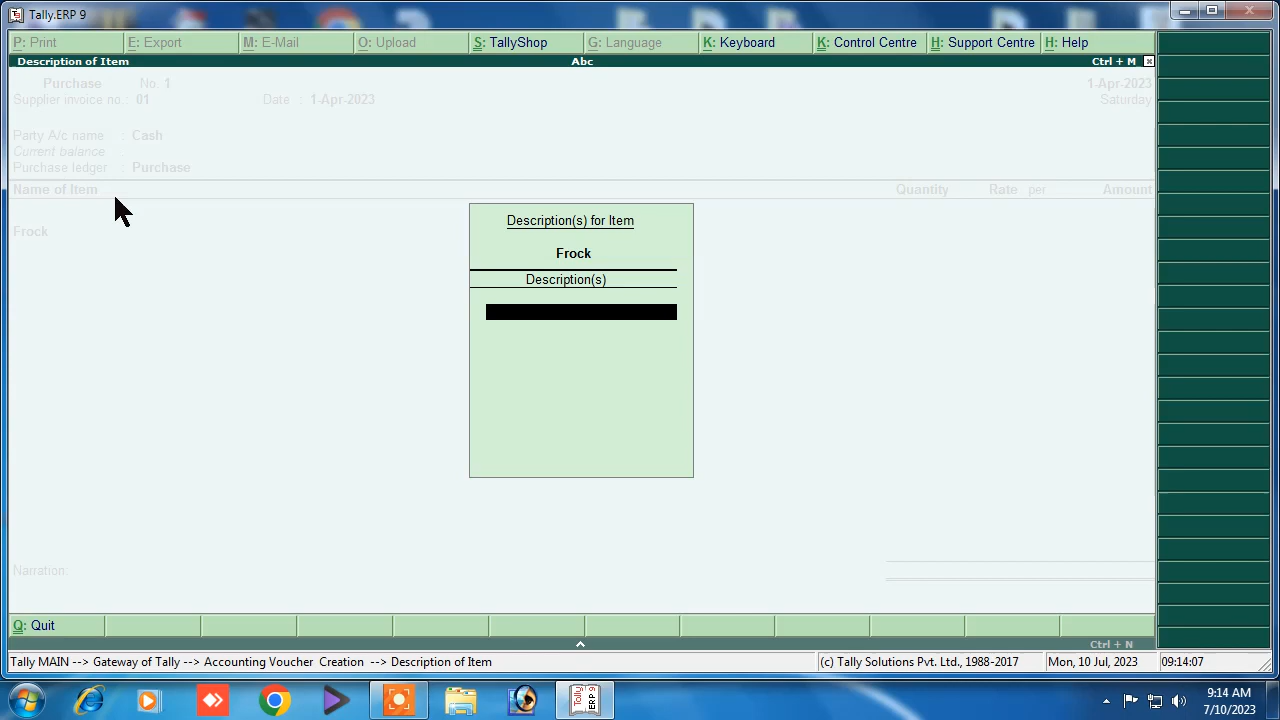 Tally.ERP 9
P: Print E: Export M: E-Mail O: Upload S: TallyShop G: Language K: Keyboard K: Control Centre H: Support Centre H: Help
Description of Item Abc Ctrl + M
Purchase No. 1 1-Apr-2023
Supplier invoice no.: 01 Date : 1-Apr-2023 Saturday
Party A/c name : Cash
Current balance :
Purchase ledger : Purchase
Name of Item Quantity Rate per Amount
Description(s) for Item
Frock
Frock
Description(s)
Narration:
Q: Quit
Ctrl + N
Tally MAIN --> Gateway of Tally --> Accounting Voucher Creation --> Description of Item (c) Tally Solutions Pvt. Ltd., 1988-2017 Mon, 10 Jul, 2023 09:14:07
9:14 AM
7/10/2023